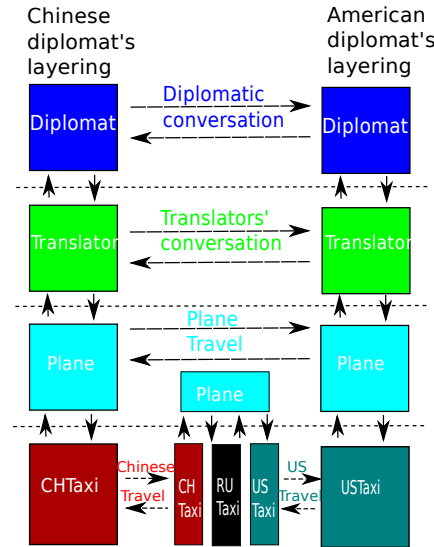 Chinese
diplomat's
layering
American
diplomat's
layering
Diplomat
Diplomatic
conversation
Diplomat
Translator
Translators'
conversation
Translator
Plane
Plane
Travel
Plane
Plane
CHTaxi
Chinese
Travel
CH
Taxi
RU
Taxi
US
Taxi
US
Travel
USTaxi